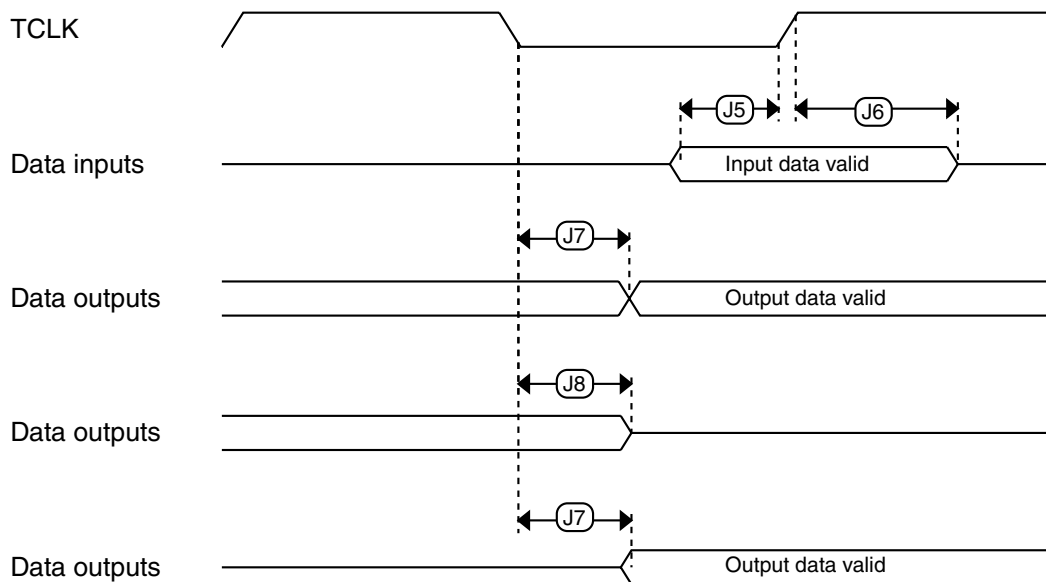 TCLK
J5
J6
Data inputs
Input data valid
J7
Data outputs
Output data valid
J8
Data outputs
J7
Data outputs
Output data valid